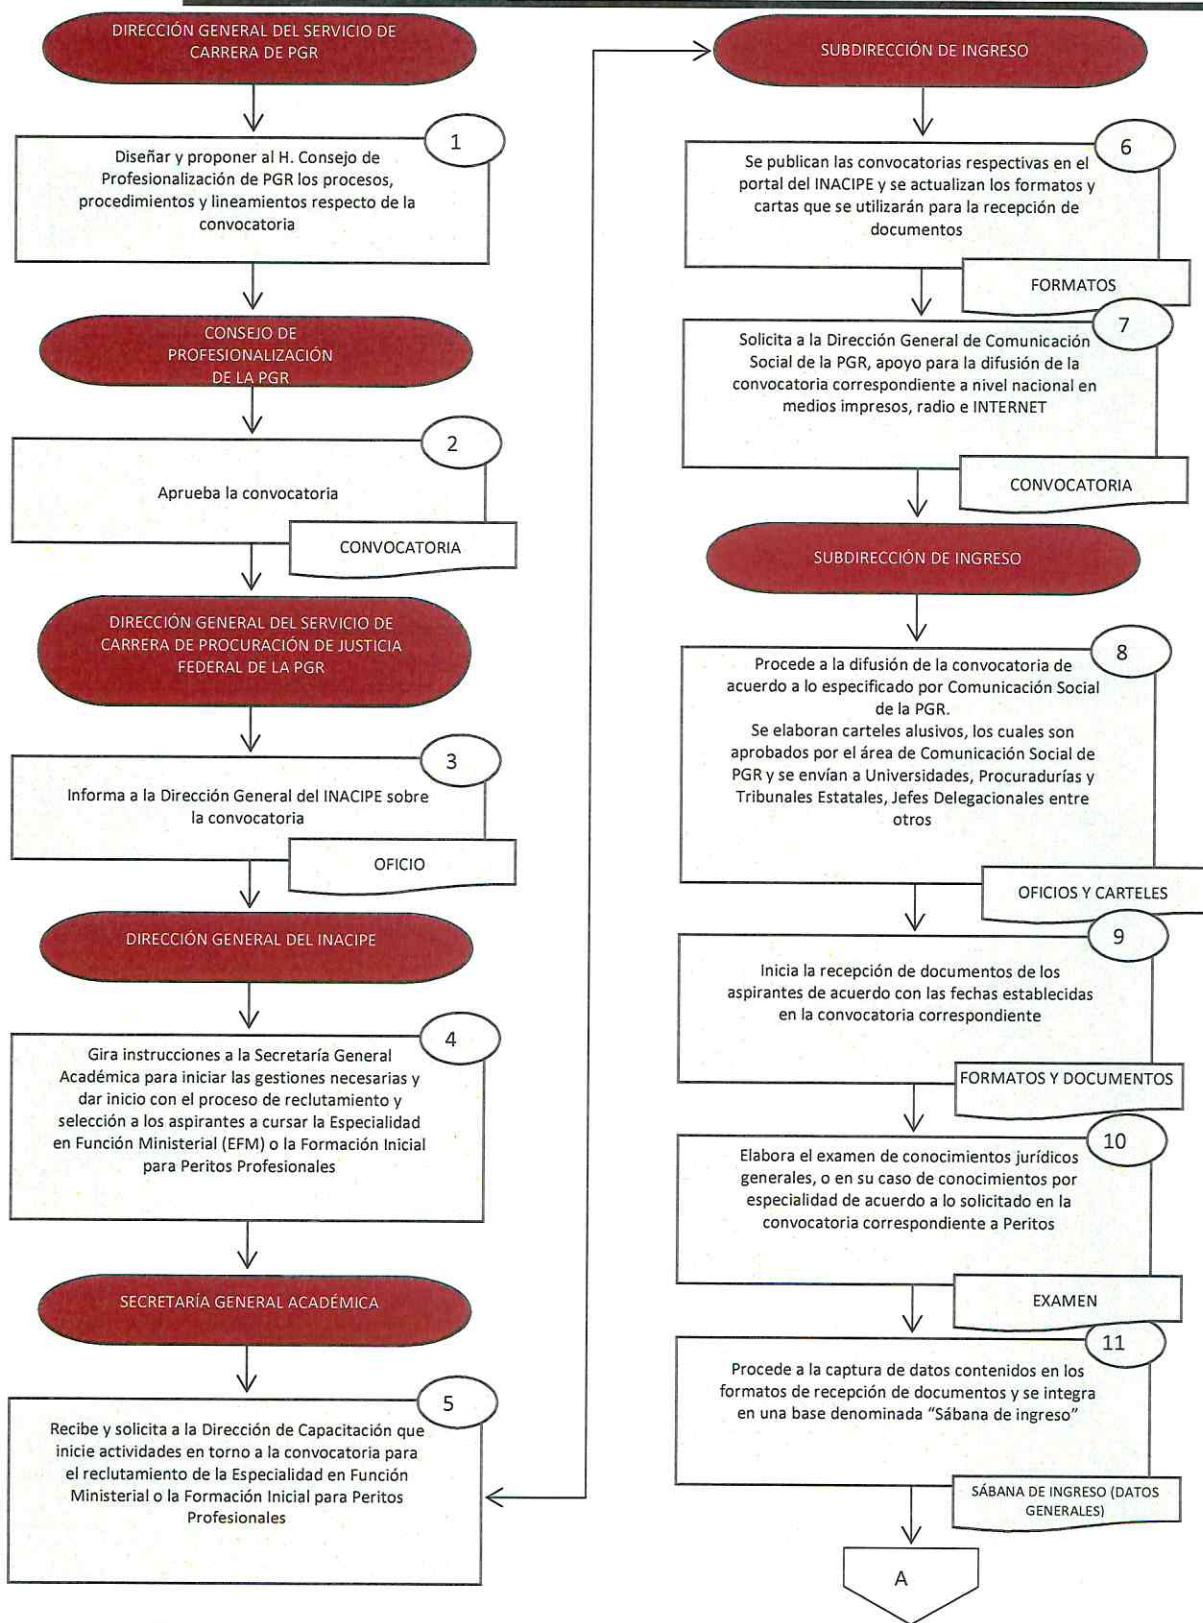 DIRECCIÓN GENERAL DEL SERVICIO DE
CARRERA DE PGR
1
Diseñar y proponer al H. Consejo de
Profesionalización de PGR los procesos,
procedimientos y lineamientos respecto de la
convocatoria
CONSEJO DE
PROFESIONALIZACIÓN
DE LA PGR
2
Aprueba la convocatoria
CONVOCATORIA
DIRECCIÓN GENERAL DEL SERVICIO DE
CARRERA DE PROCURACIÓN DE JUSTICIA
FEDERAL DE LA PGR
3
Informa a la Dirección General del INACIPE sobre
la convocatoria
OFICIO
DIRECCIÓN GENERAL DEL INACIPE
4
Gira instrucciones a la Secretaría General
Académica para iniciar las gestiones necesarias y
dar inicio con el proceso de reclutamiento y
selección a los aspirantes a cursar la Especialidad
en Función Ministerial (EFM) o la Formación Inicial
para Peritos Profesionales
SECRETARÍA GENERAL ACADÉMICA
5
Recibe y solicita a la Dirección de Capacitación que
inicie actividades en torno a la convocatoria para
el reclutamiento de la Especialidad en Función
Ministerial o la Formación Inicial para Peritos
Profesionales
SUBDIRECCIÓN DE INGRESO
6
Se publican las convocatorias respectivas en el
portal del INACIPE y se actualizan los formatos y
cartas que se utilizarán para la recepción de
documentos
FORMATOS
7
Solicita a la Dirección General de Comunicación
Social de la PGR, apoyo para la difusión de la
convocatoria correspondiente a nivel nacional en
medios impresos, radio e INTERNET
CONVOCATORIA
SUBDIRECCIÓN DE INGRESO
8
Procede a la difusión de la convocatoria de
acuerdo a lo especificado por Comunicación Social
de la PGR.
Se elaboran carteles alusivos, los cuales son
aprobados por el área de Comunicación Social de
PGR y se envían a Universidades, Procuradurías y
Tribunales Estatales, Jefes Delegacionales entre
otros
OFICIOS Y CARTELES
9
Inicia la recepción de documentos de los
aspirantes de acuerdo con las fechas establecidas
en la convocatoria correspondiente
FORMATOS Y DOCUMENTOS
10
Elabora el examen de conocimientos jurídicos
generales, o en su caso de conocimientos por
especialidad de acuerdo a lo solicitado en la
convocatoria correspondiente a Peritos
EXAMEN
11
Procede a la captura de datos contenidos en los
formatos de recepción de documentos y se integra
en una base denominada “Sábana de ingreso”
SÁBANA DE INGRESO (DATOS
GENERALES)
A